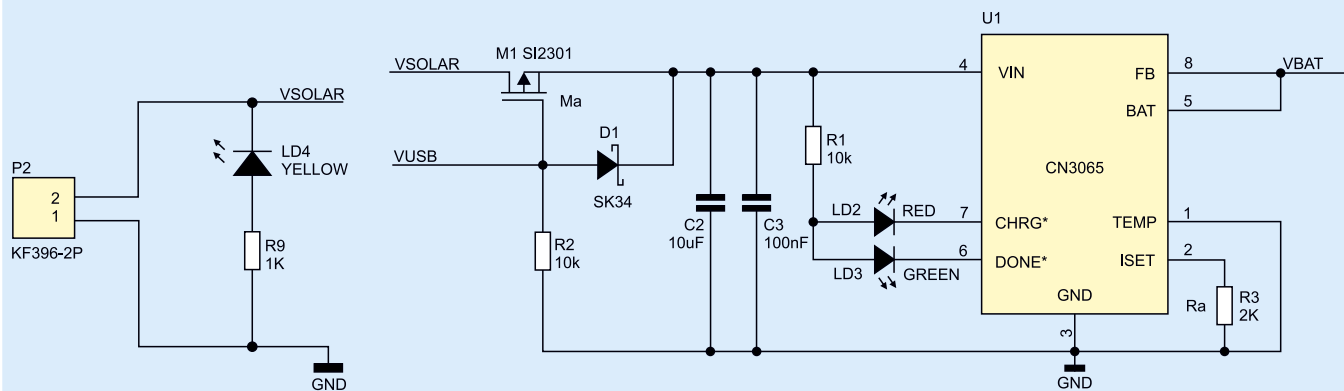 U1
M1 SI2301
VSOLAR
4
VIN
FB
8
VBAT
VSOLAR
Ma
BAT
5
D1
R1
10k
LD4
YELLOW
VUSB
P2
CN3065
2
1
SK34
LD2
RED
7
CHRG*
TEMP
1
C2
10uF
C3
100nF
KF396-2P
R9
1K
R2
10k
LD3
GREEN
6
DONE*
ISET
2
GND
Ra
R3
2K
3
GND
GND